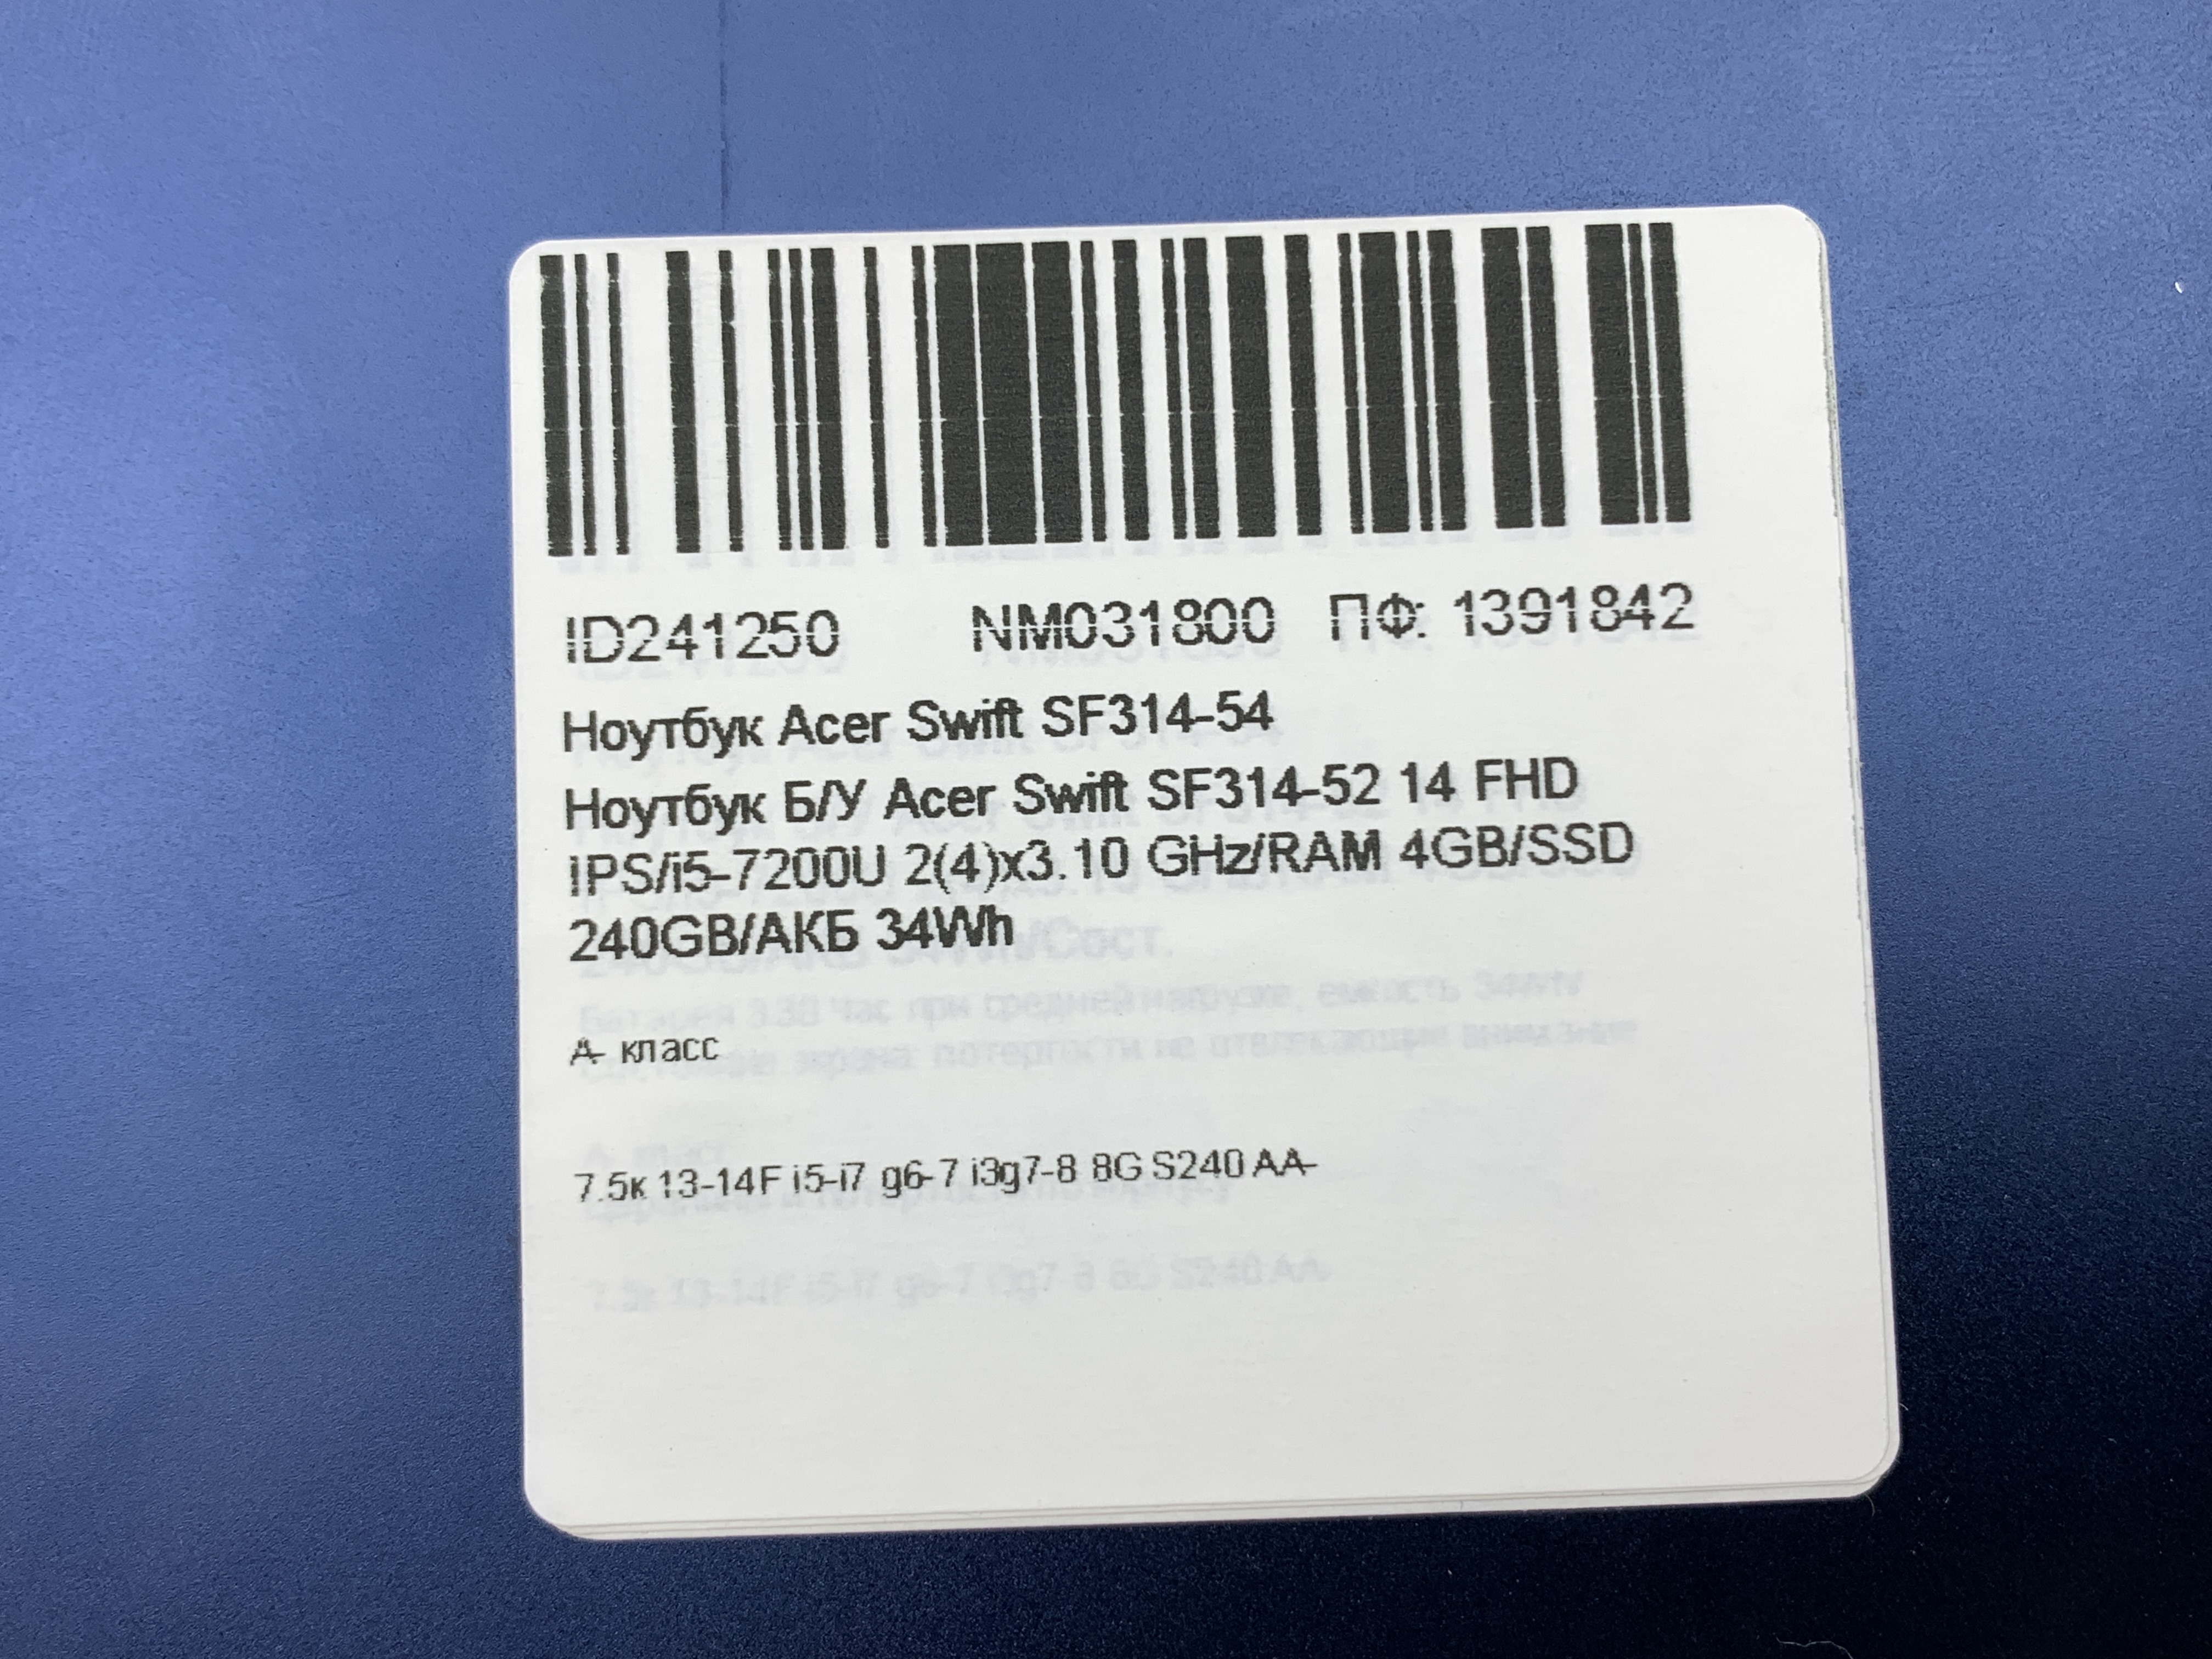 ID241250 NM031800 ПФ: 1391842
Ноутбук Acer Swift SF314-54
Ноутбук Б/У Acer Swift SF314-52 14 FHD
IPS/i5-7200U 2(4)x3.10 GHz/RAM 4GB/SSD
240GB/АКБ 34Wh
А- класс
7.5к 13-14F i5-i7 g6-7 i3g7-8 8G S240 AA-